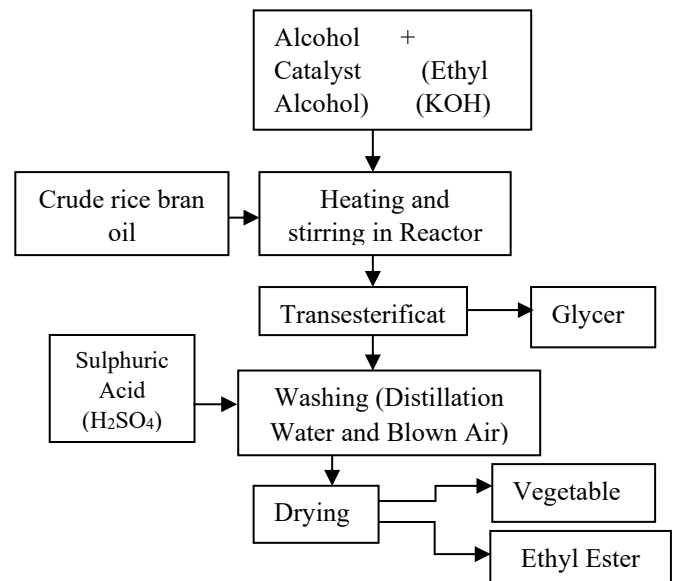 Alcohol +
Catalyst (Ethyl
Alcohol) (KOH)
Crude rice bran
oil
Heating and
stirring in Reactor
Transesterificat
Glycer
Sulphuric
Acid
(H₂SO₄)
Washing (Distillation
Water and Blown Air)
Drying
Vegetable
Ethyl Ester